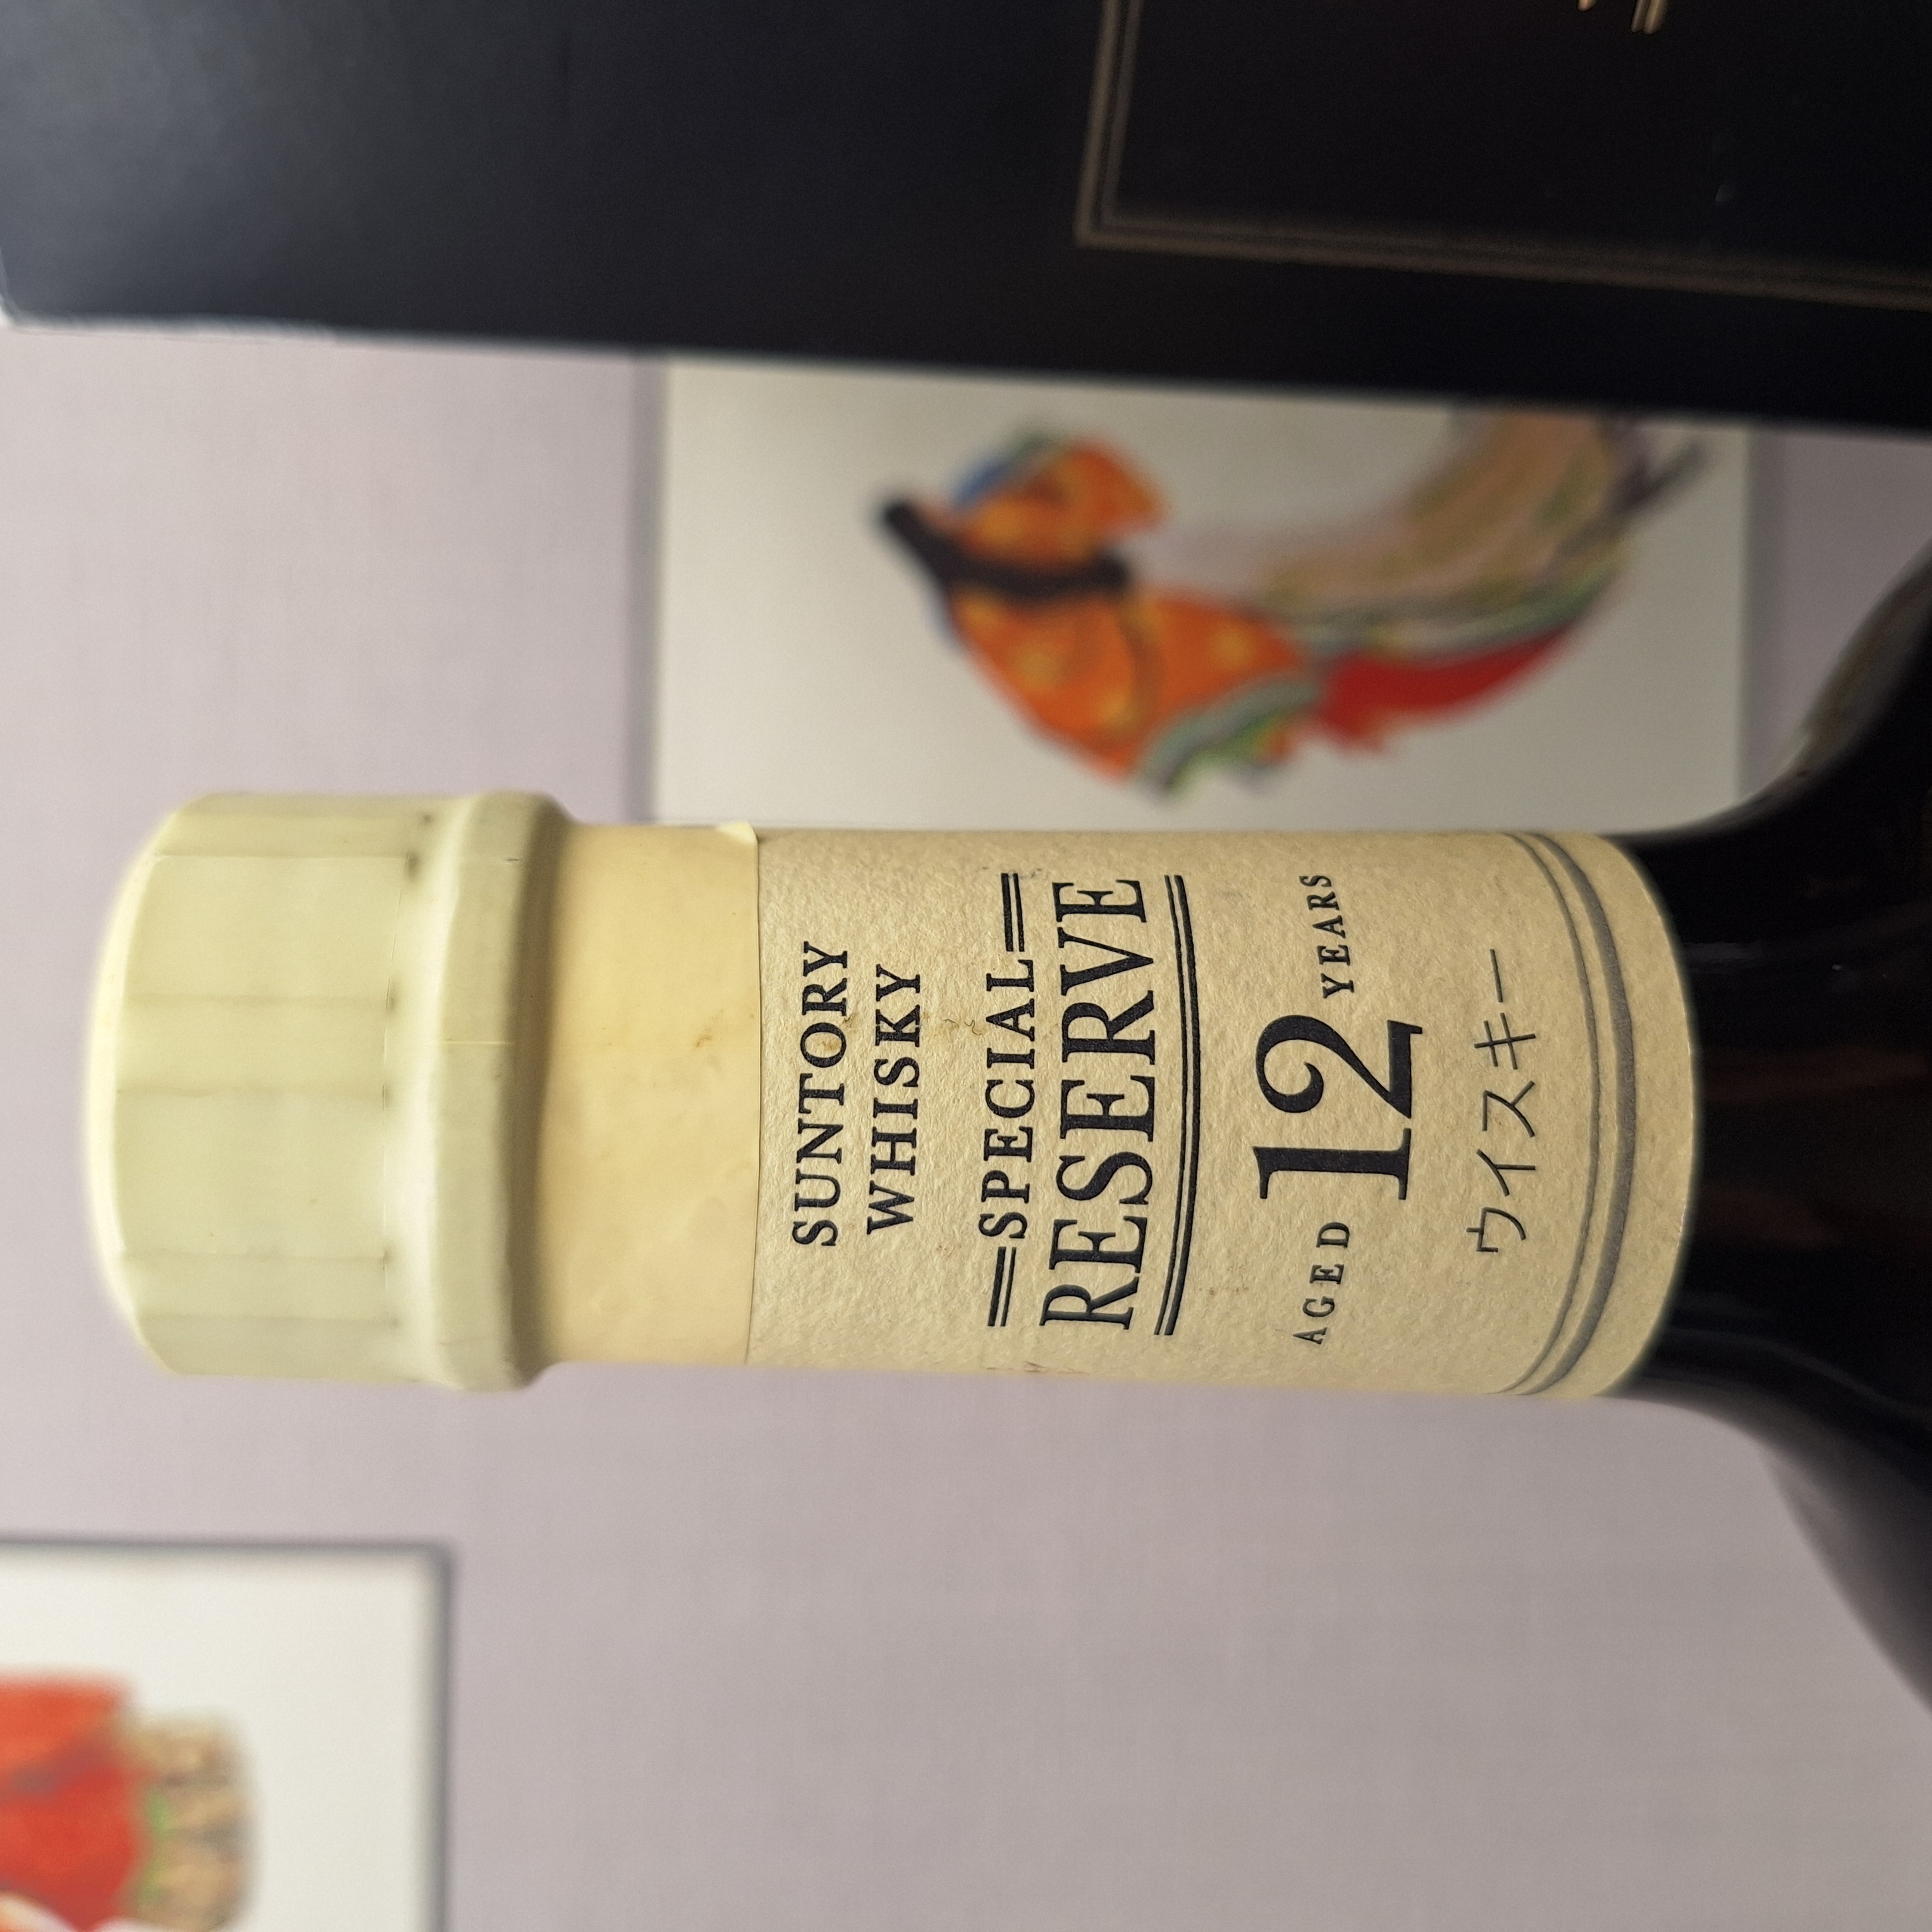 SUNTORY
WHISKY
SPECIAL
RESERVE
AGED 12 YEARS
ウイスキー